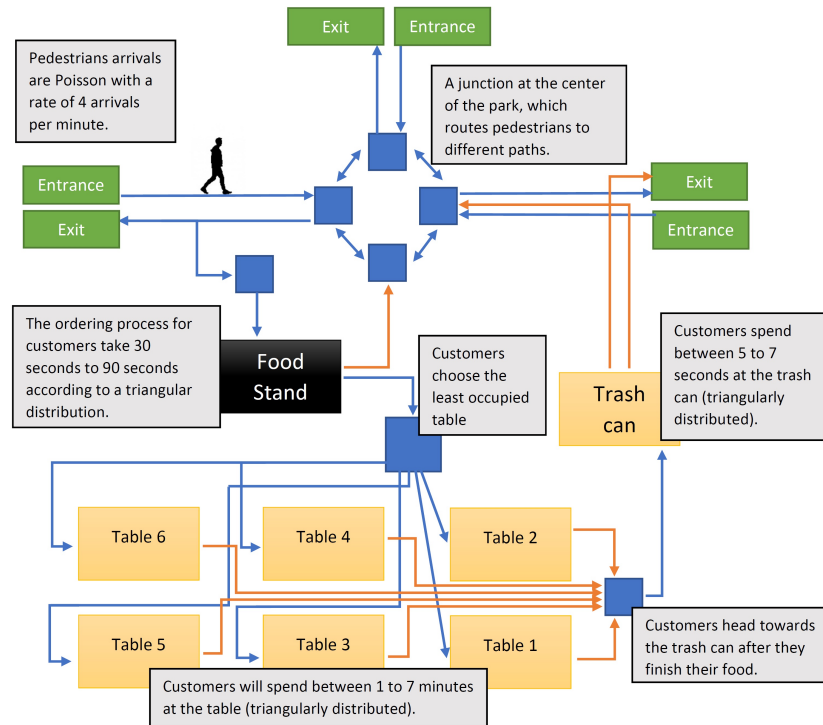 Exit
Entrance
Pedestrians arrivals
are Poisson with a
rate of 4 arrivals
per minute.
A junction at the center
of the park, which
routes pedestrians to
different paths.
Entrance
Exit
Exit
Entrance
The ordering process for
customers take 30
seconds to 90 seconds
according to a triangular
distribution.
Food
Stand
Customers
choose the
least occupied
table
Trash
can
Customers spend
between 5 to 7
seconds at the trash
can (triangularly
distributed).
Table 6
Table 4
Table 2
Table 5
Table 3
Table 1
Customers head towards
the trash can after they
finish their food.
Customers will spend between 1 to 7 minutes
at the table (triangularly distributed).